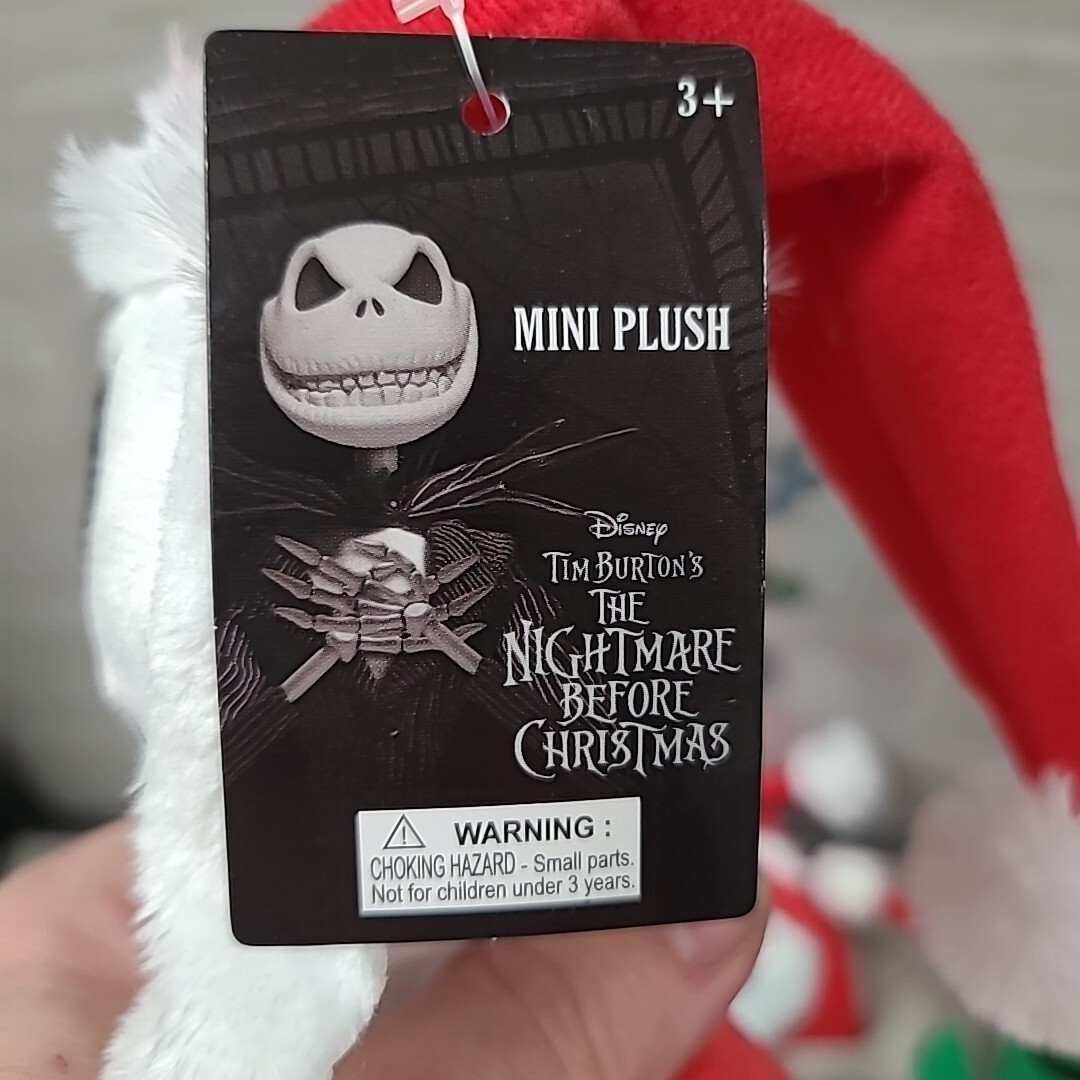 3+
MINI PLUSH
Disney
TIM BURTON'S
THE
NIGHTMARE
BEFORE
CHRISTMAS
WARNING :
CHOKING HAZARD - Small parts.
Not for children under 3 years.